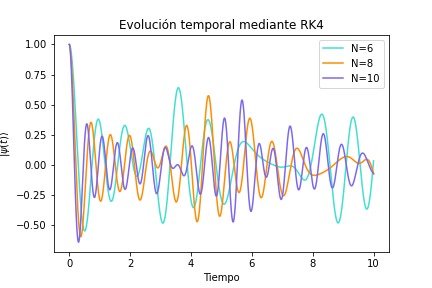 Evolución temporal mediante RK4
N=6
N=8
N=10
1.00
0.75
0.50
0.25
0.00
−0.25
−0.50
|ψ(t)⟩
0 2 4 6 8 10
Tiempo